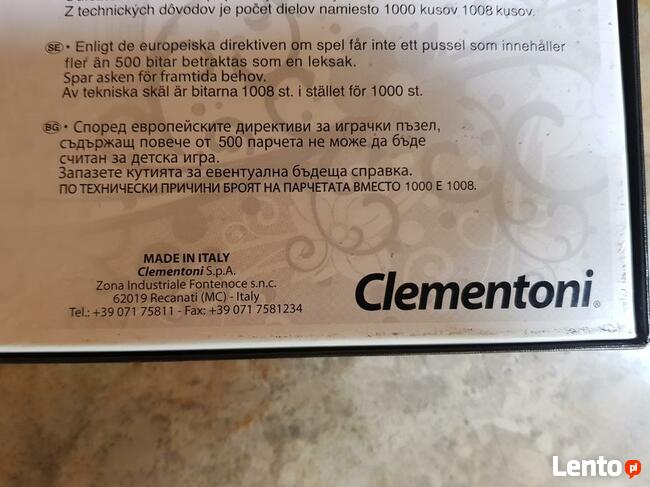 Z technických dôvodov je počet dielov namiesto 1000 kusov 1008 kusov.
SE • Enligt de europeiska direktiven om spel får inte ett pussel som innehåller
fler än 500 bitar betraktas som en leksak.
Spar asken för framtida behov.
Av tekniska skäl är bitarna 1008 st. i stället för 1000 st.
BG • Според европейските директиви за играчки пъзел,
съдържащ повече от 500 парчета не може да бъде
считан за детска игра.
Запазете кутията за евентуална бъдеща справка.
ПО ТЕХНИЧЕСКИ ПРИЧИНИ БРОЯТ НА ПАРЧЕТАТА ВМЕСТО 1000 Е 1008.
MADE IN ITALY
Clementoni S.p.A.
Zona Industriale Fontenoce s.n.c.
62019 Recanati (MC) - Italy
Tel.: +39 071 75811 - Fax: +39 071 7581234
Clementoni®
Lento.pl